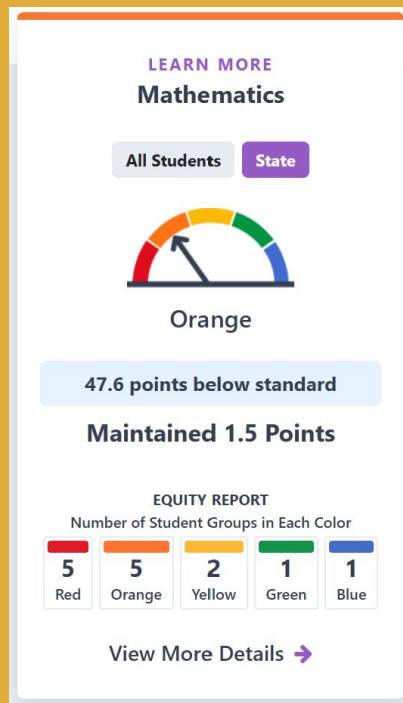 LEARN MORE
Mathematics
All Students State
Orange
47.6 points below standard
Maintained 1.5 Points
EQUITY REPORT
Number of Student Groups in Each Color
5 5 2 1 1
Red Orange Yellow Green Blue
View More Details